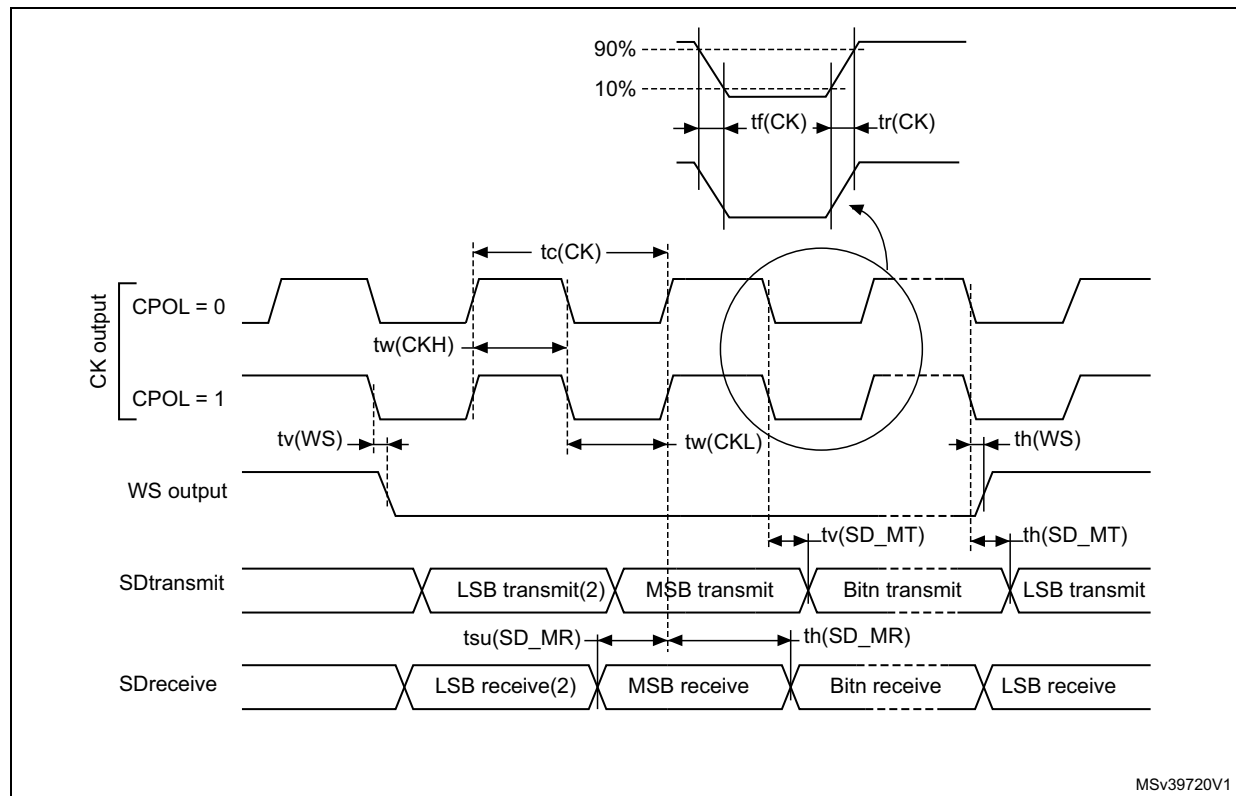 90%
10%
tf(CK)
tr(CK)
tc(CK)
CK output
CPOL = 0
tw(CKH)
CPOL = 1
tv(WS)
tw(CKL)
th(WS)
WS output
tv(SD_MT)
th(SD_MT)
SDtransmit
LSB transmit(2)
MSB transmit
Bitn transmit
LSB transmit
tsu(SD_MR)
th(SD_MR)
SDreceive
LSB receive(2)
MSB receive
Bitn receive
LSB receive
MSv39720V1